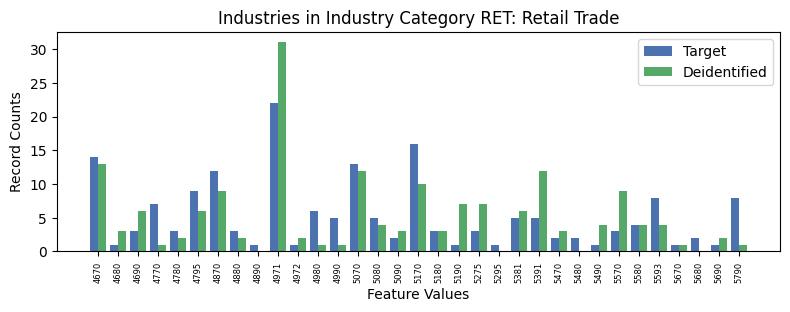 Industries in Industry Category RET: Retail Trade
Target
Deidentified
Record Counts
30
25
20
15
10
5
0
4670 4680 4690 4770 4780 4795 4870 4880 4890 4971 4972 4980 4990 5070 5080 5090 5170 5180 5190 5275 5295 5381 5391 5470 5480 5490 5570 5580 5593 5670 5680 5690 5790
Feature Values